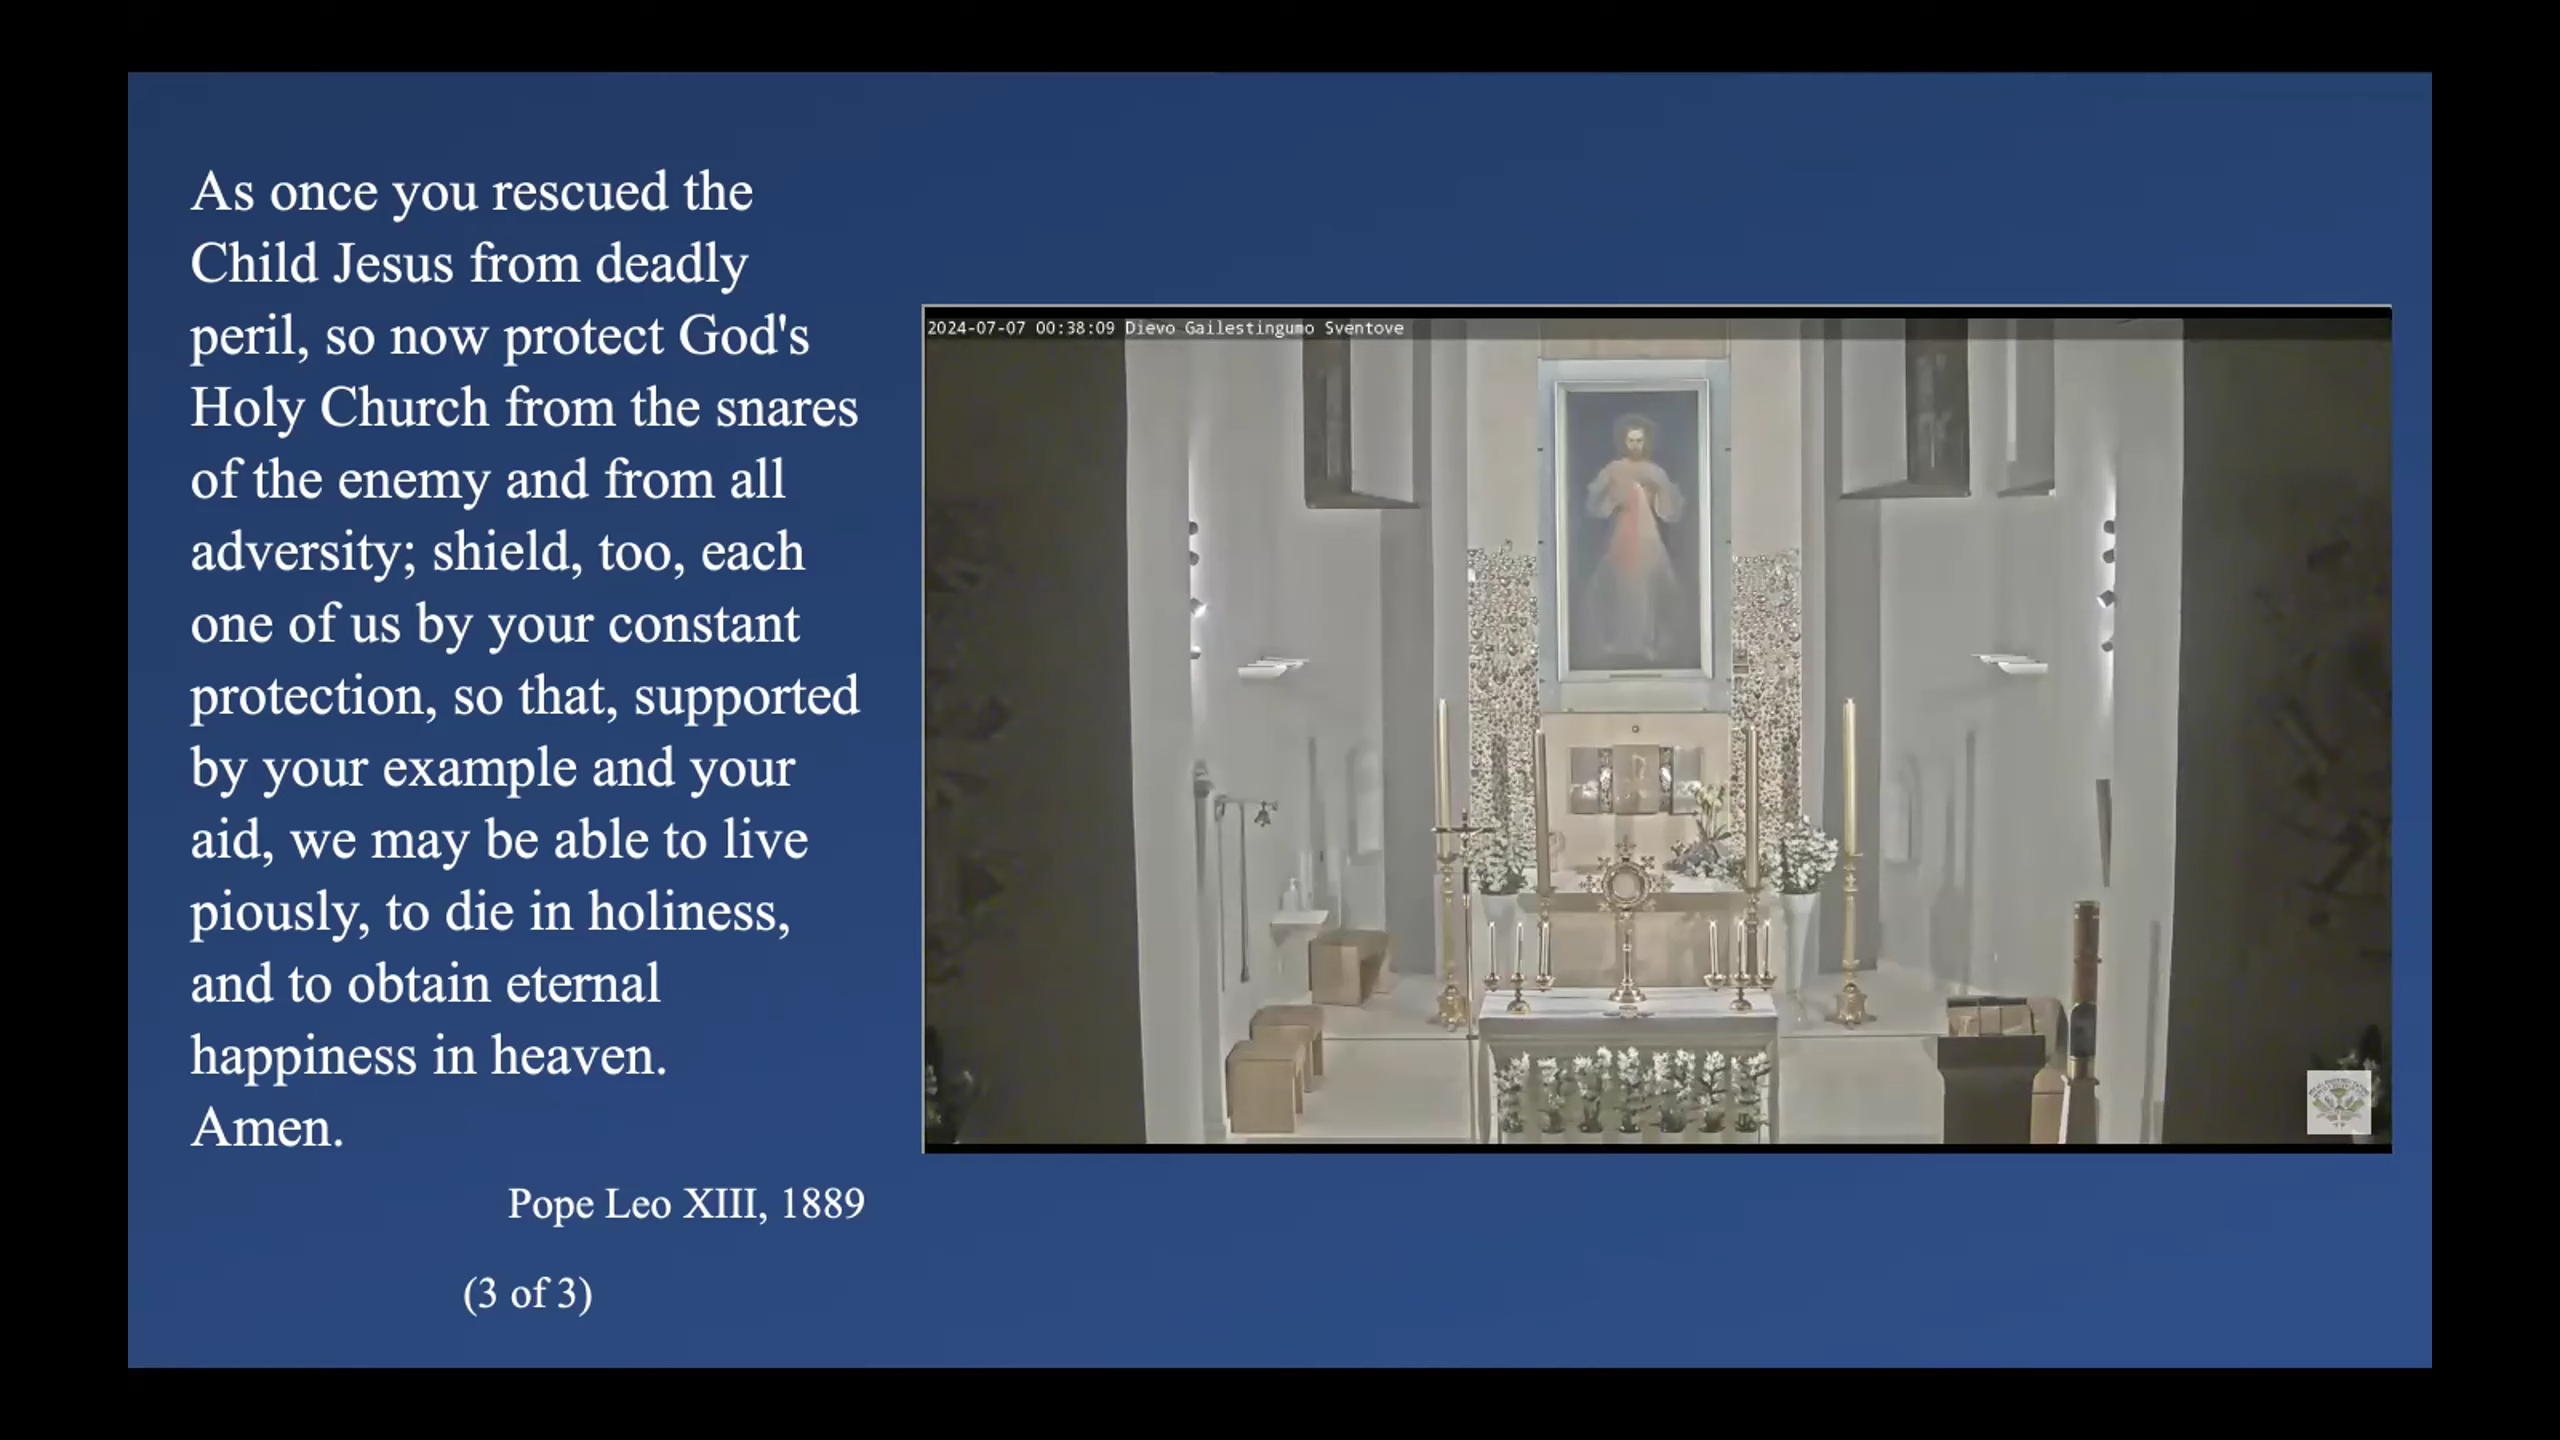 As once you rescued the
Child Jesus from deadly
peril, so now protect God's
Holy Church from the snares
of the enemy and from all
adversity; shield, too, each
one of us by your constant
protection, so that, supported
by your example and your
aid, we may be able to live
piously, to die in holiness,
and to obtain eternal
happiness in heaven.
Amen.
Pope Leo XIII, 1889
(3 of 3)
2024-07-07 00:38:09 Dievo Gailestingumo Sventove